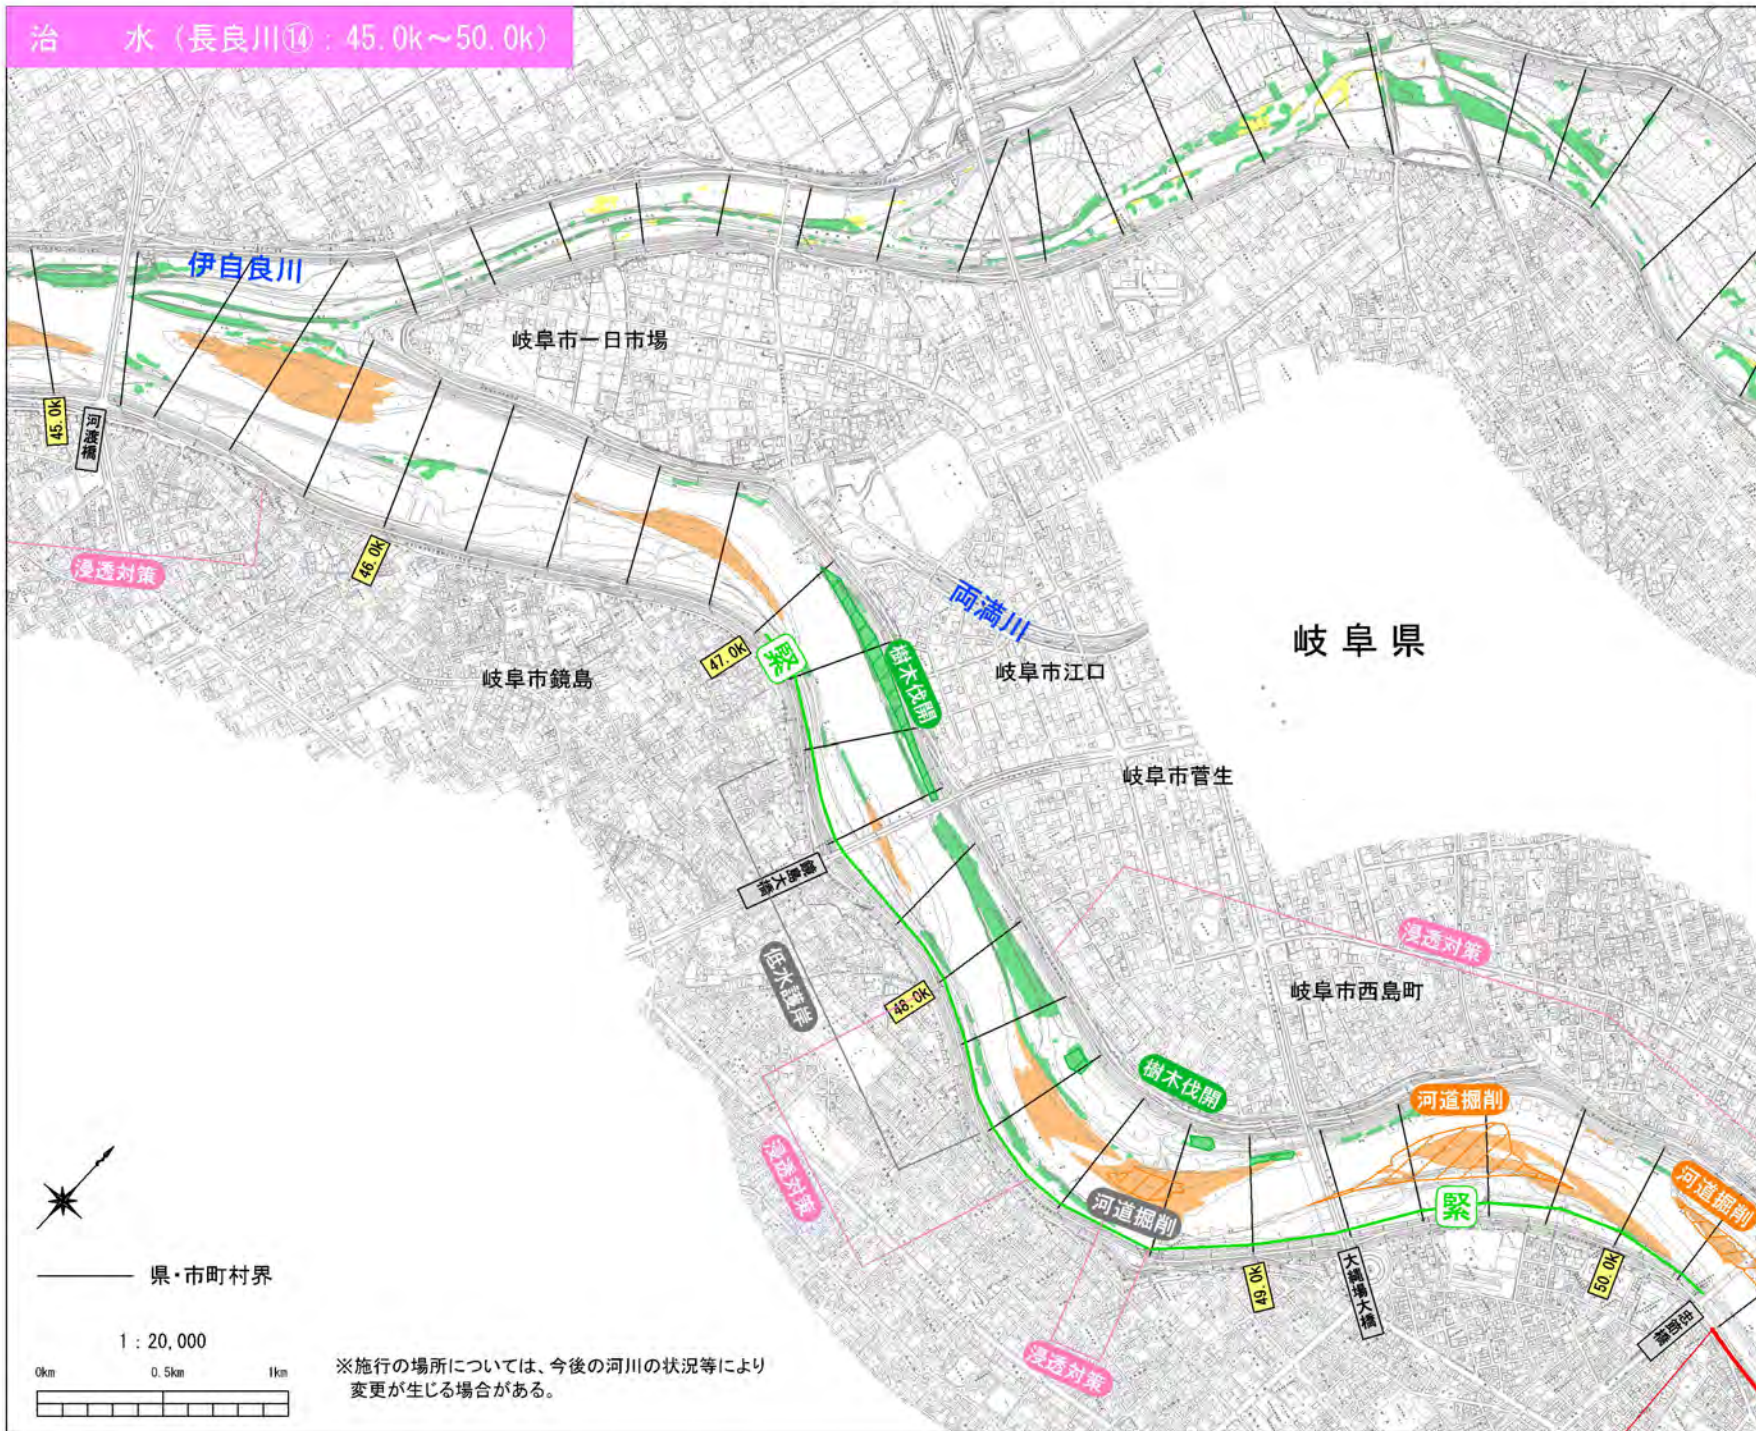 治　水（長良川⑭：45.0k～50.0k）
伊自良川
岐阜市一日市場
45.0K
河渡橋
浸透対策
46.0K
両満川
岐阜県
47.0K
緊
樹木伐開
岐阜市江口
岐阜市鏡島
岐阜市菅生
鏡島大橋
浸透対策
低水護岸
48.0K
岐阜市西島町
樹木伐開
河道掘削
浸透対策
河道掘削
緊
河道掘削
49.0K
大縄場大橋
50.0K
忠節橋
浸透対策
県・市町村界
1：20,000
0km 0.5km 1km
※施行の場所については、今後の河川の状況等により
変更が生じる場合がある。